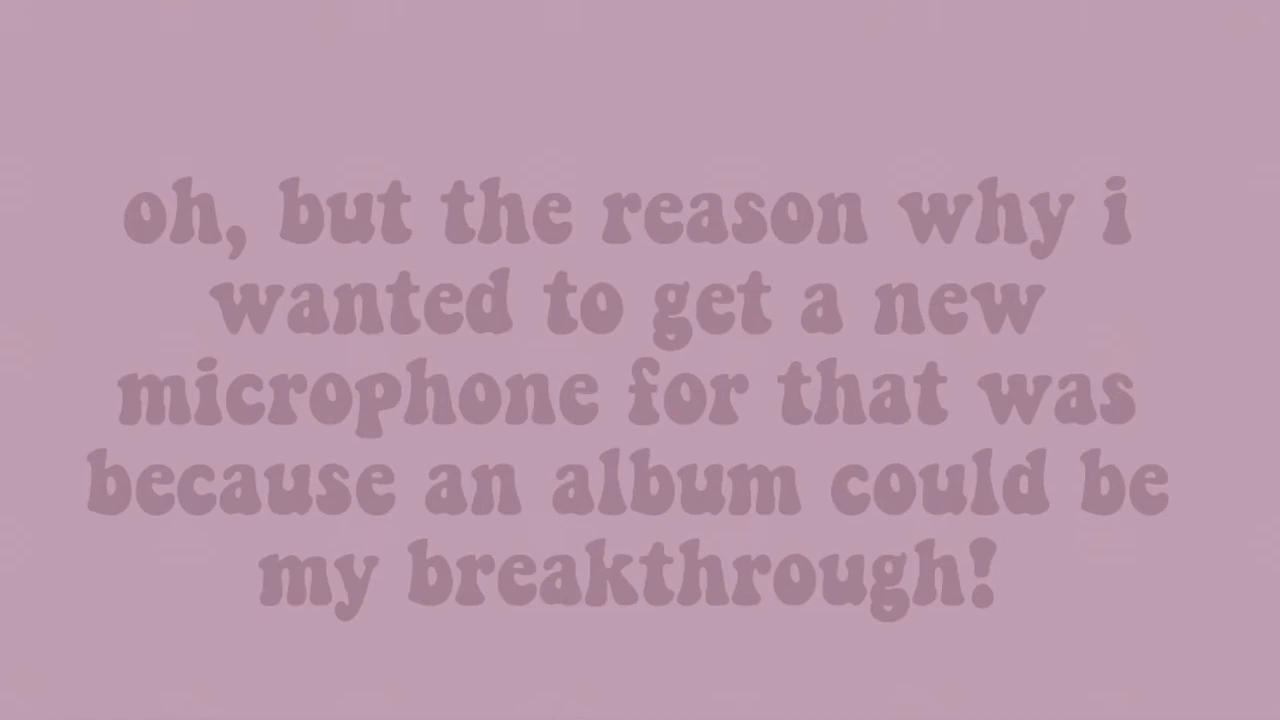 oh, but the reason why i
wanted to get a new
microphone for that was
because an album could be
my breakthrough!